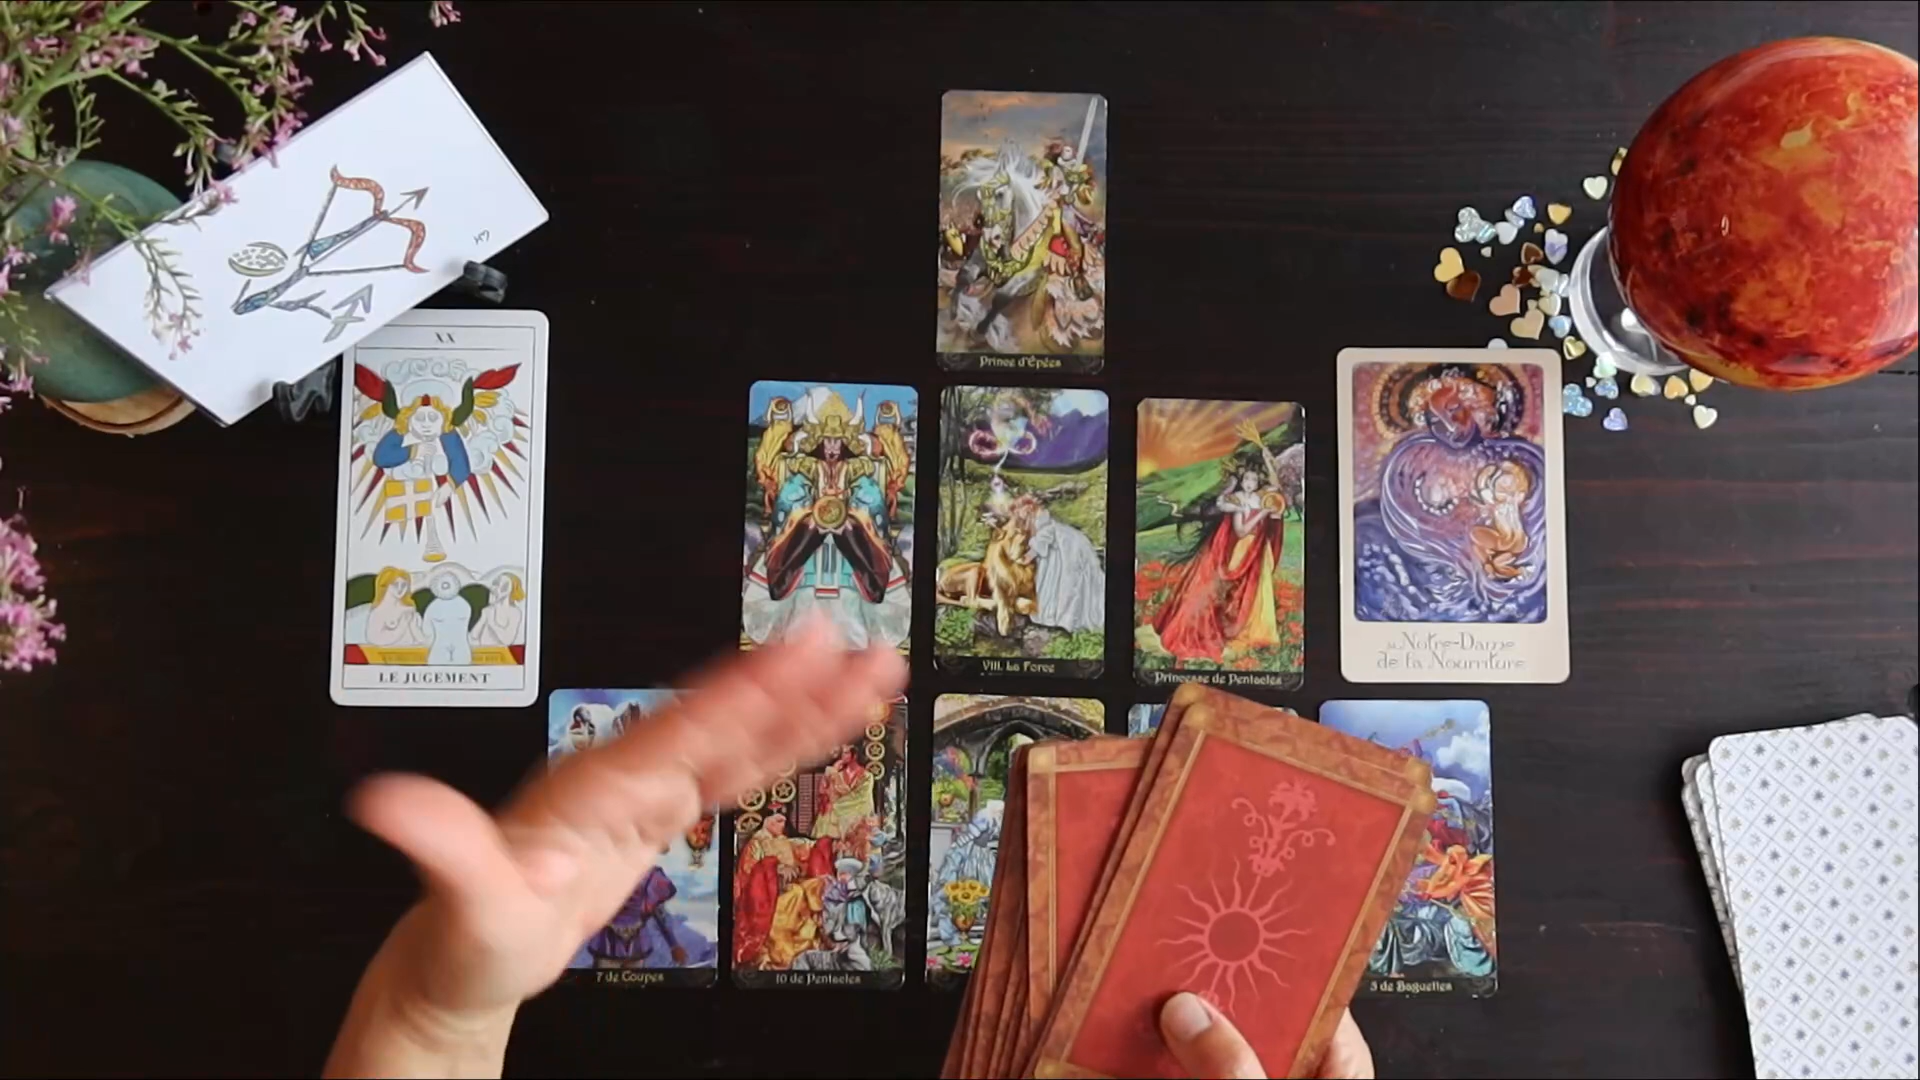 Prince d'Épées
XX
LE JUGEMENT
VIII. La Force
Princesse de Pentacles
Notre-Dame
de la Nourriture
7 de Coupes
10 de Pentacles
de Baguettes